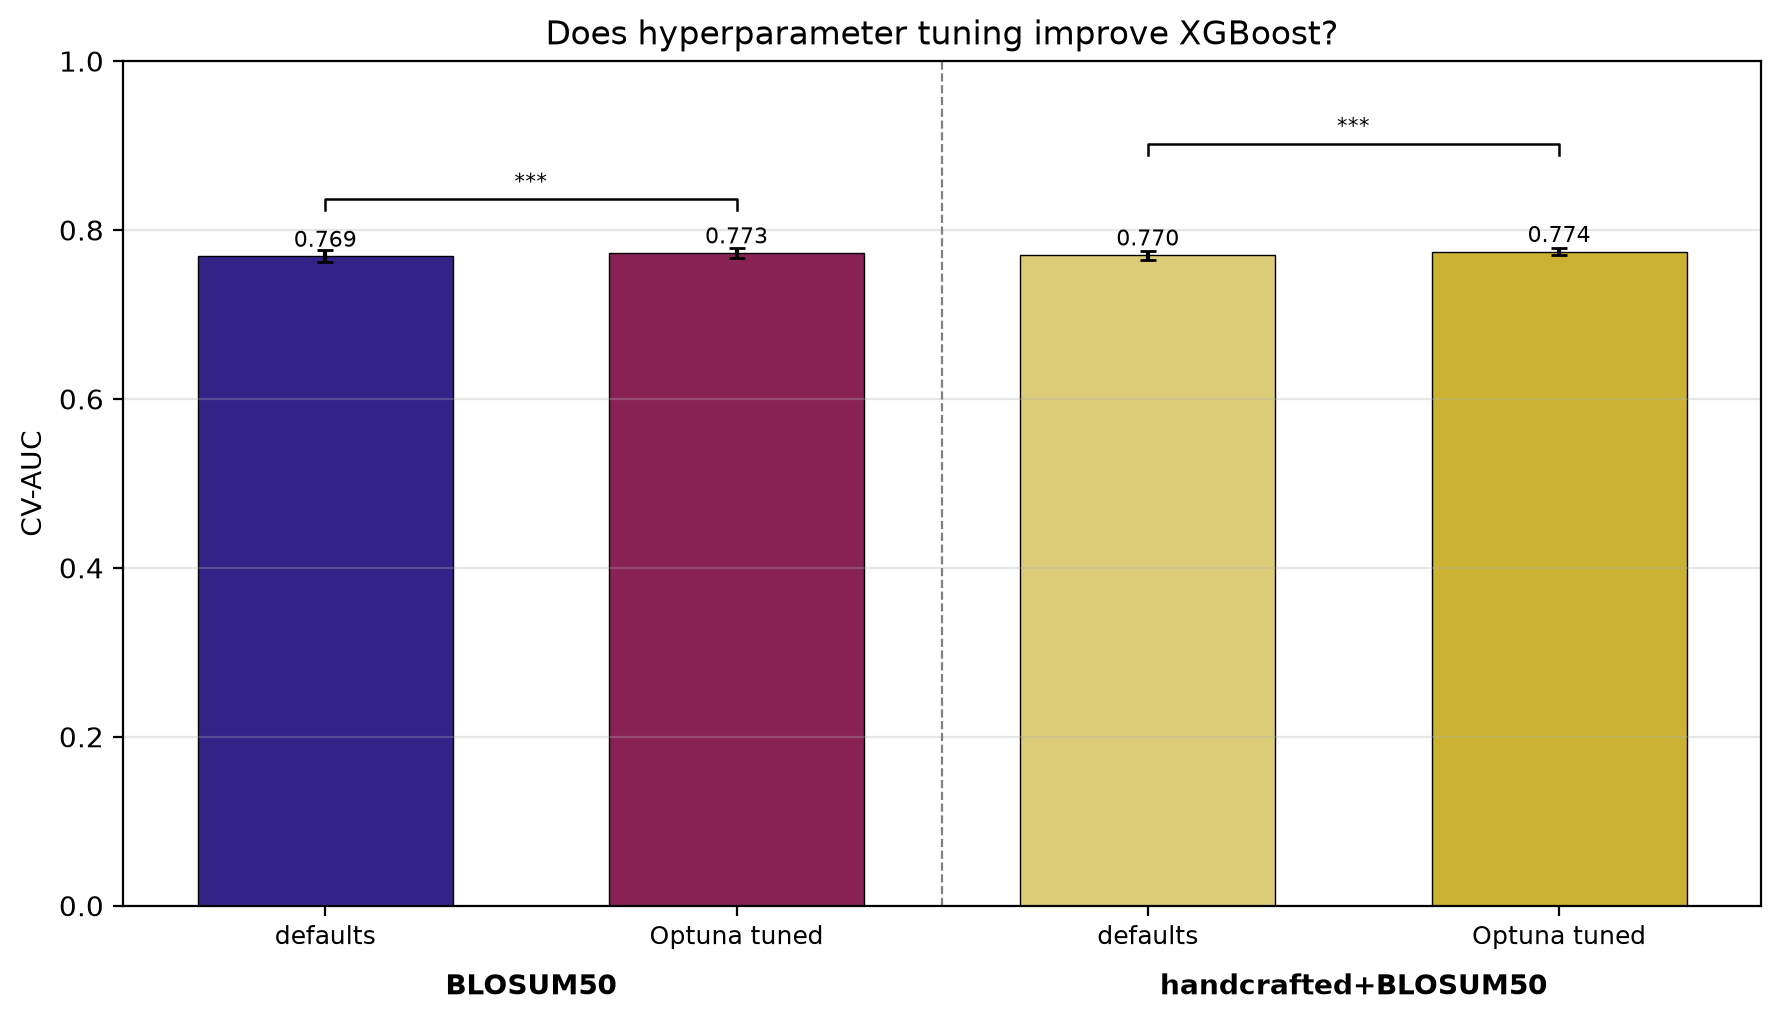 Does hyperparameter tuning improve XGBoost?
CV-AUC
1.0
0.8
0.6
0.4
0.2
0.0
***
***
0.769
0.773
0.770
0.774
defaults
Optuna tuned
defaults
Optuna tuned
BLOSUM50
handcrafted+BLOSUM50